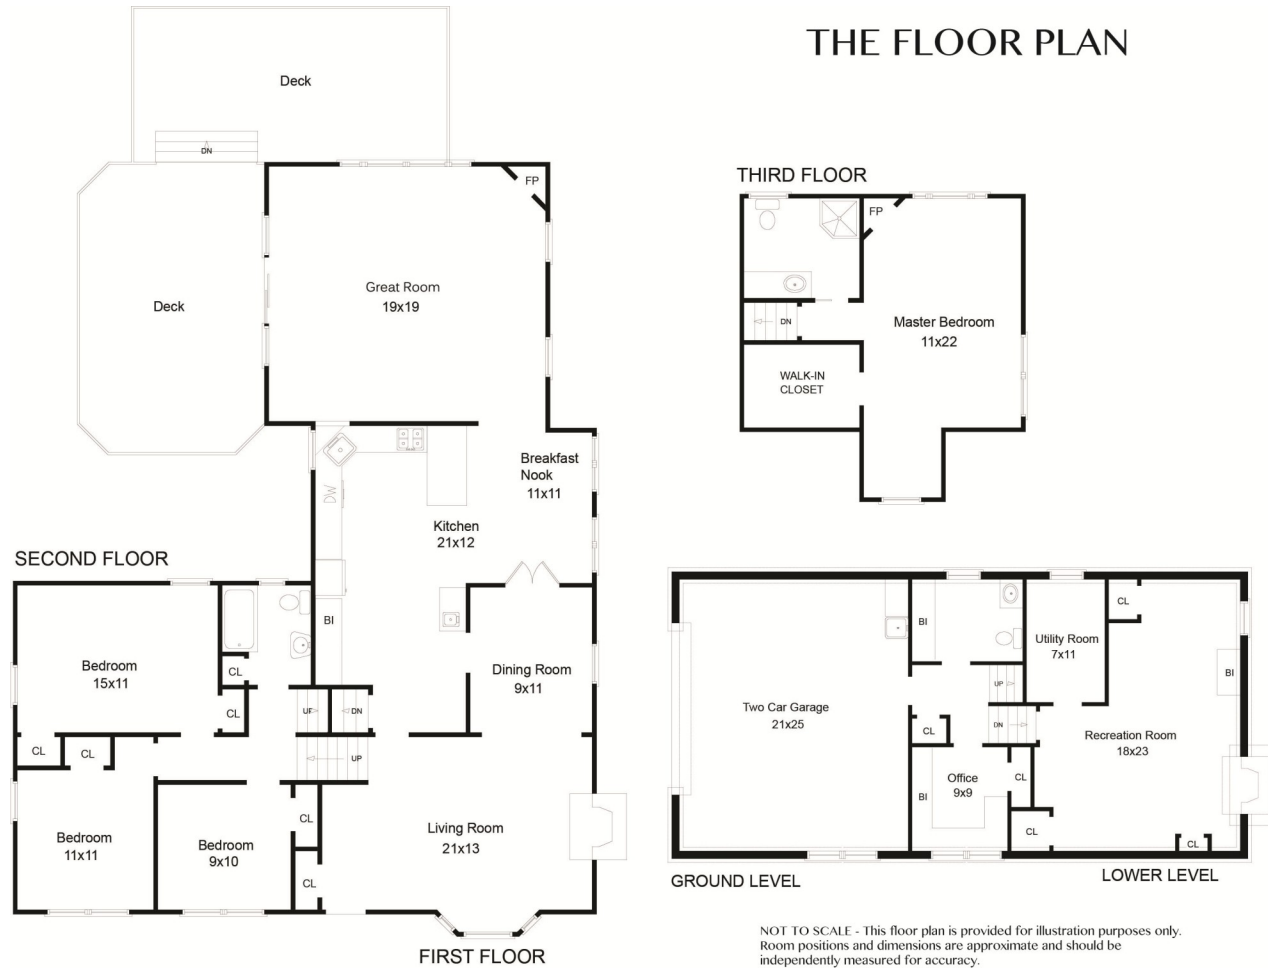 THE FLOOR PLAN
Deck
DN
FP
Great Room
19x19
Deck
Breakfast
Nook
11x11
DW
Kitchen
21x12
BI
Dining Room
9x11
SECOND FLOOR
Bedroom
15x11
CL
CL
UP
DN
CL
CL
UP
Bedroom
11x11
Bedroom
9x10
CL
CL
Living Room
21x13
FIRST FLOOR
THIRD FLOOR
FP
Master Bedroom
11x22
DN
WALK-IN
CLOSET
BI
CL
Utility Room
7x11
BI
UP
Two Car Garage
21x25
DN
CL
Recreation Room
18x23
Office
9x9
CL
BI
CL
CL
GROUND LEVEL
LOWER LEVEL
NOT TO SCALE - This floor plan is provided for illustration purposes only.
Room positions and dimensions are approximate and should be
independently measured for accuracy.